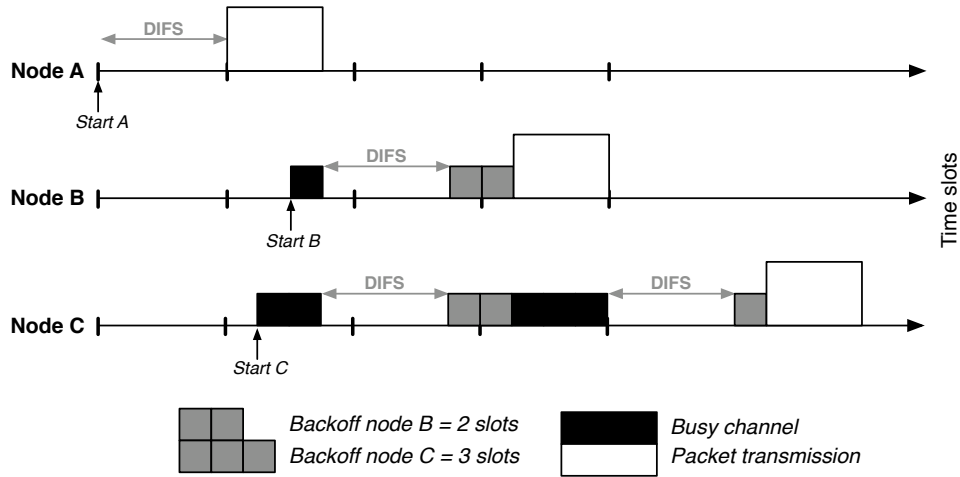 DIFS
Node A
Start A
DIFS
Node B
Start B
Time slots
DIFS
DIFS
Node C
Start C
Backoff node B = 2 slots
Busy channel
Backoff node C = 3 slots
Packet transmission